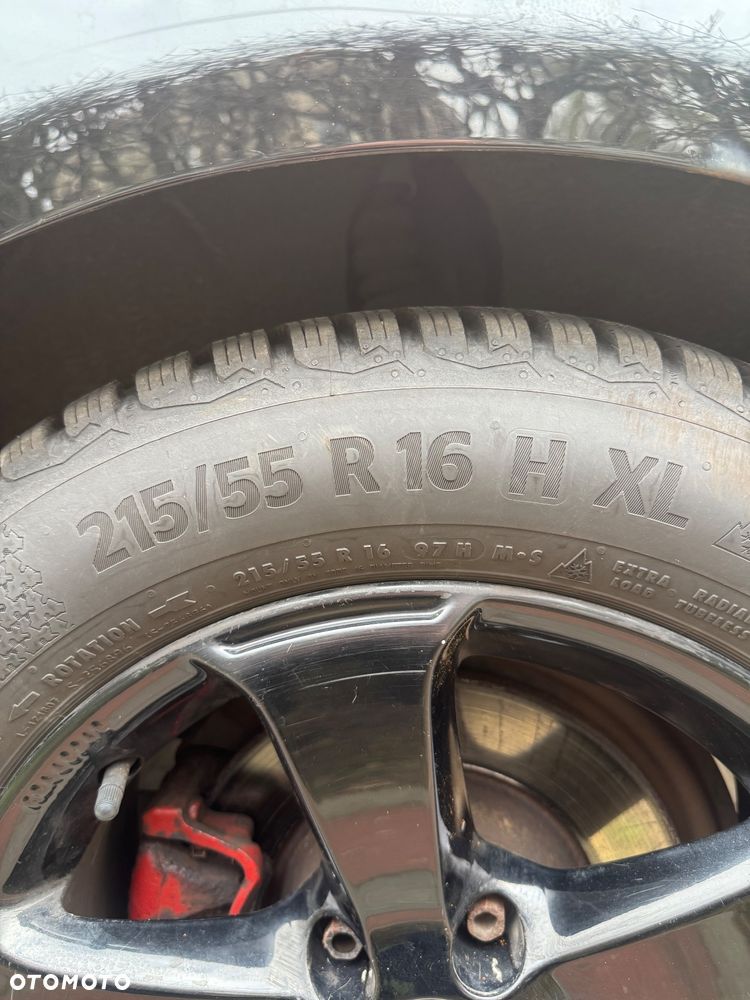 215/55 R 16 H XL
215/55 R 16 97 H M•S EXTRA LOAD RADIAL TUBELESS
ROTATION
OTOMOTO